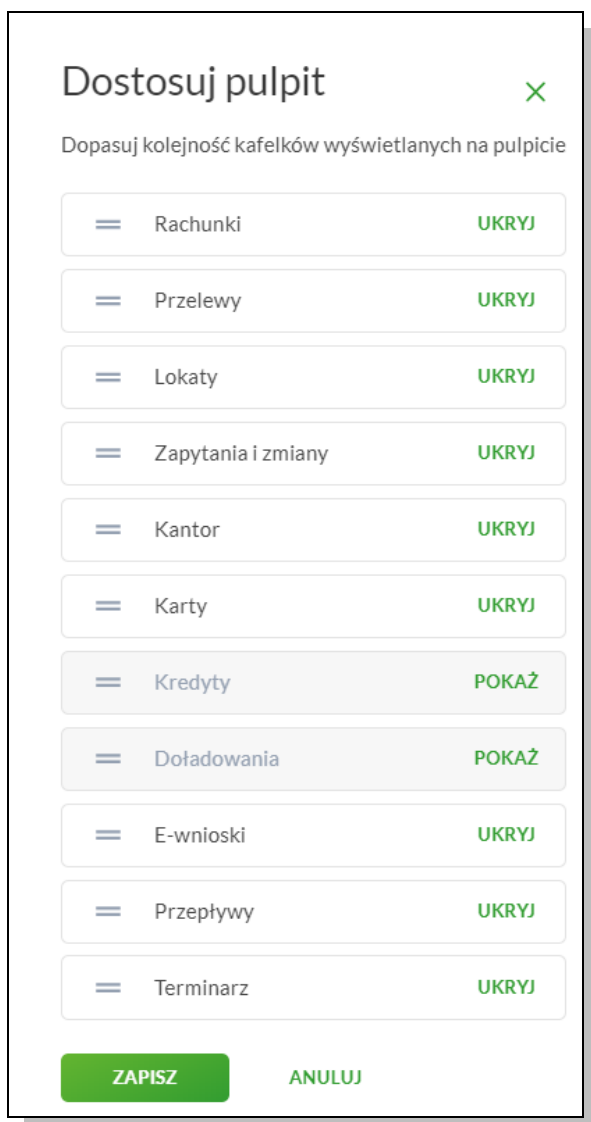 Dostosuj pulpit
Dopasuj kolejność kafelków wyświetlanych na pulpicie
Rachunki UKRYJ
Przelewy UKRYJ
Lokaty UKRYJ
Zapytania i zmiany UKRYJ
Kantor UKRYJ
Karty UKRYJ
Kredyty POKAŻ
Doładowania POKAŻ
E-wnioski UKRYJ
Przepływy UKRYJ
Terminarz UKRYJ
ZAPISZ ANULUJ